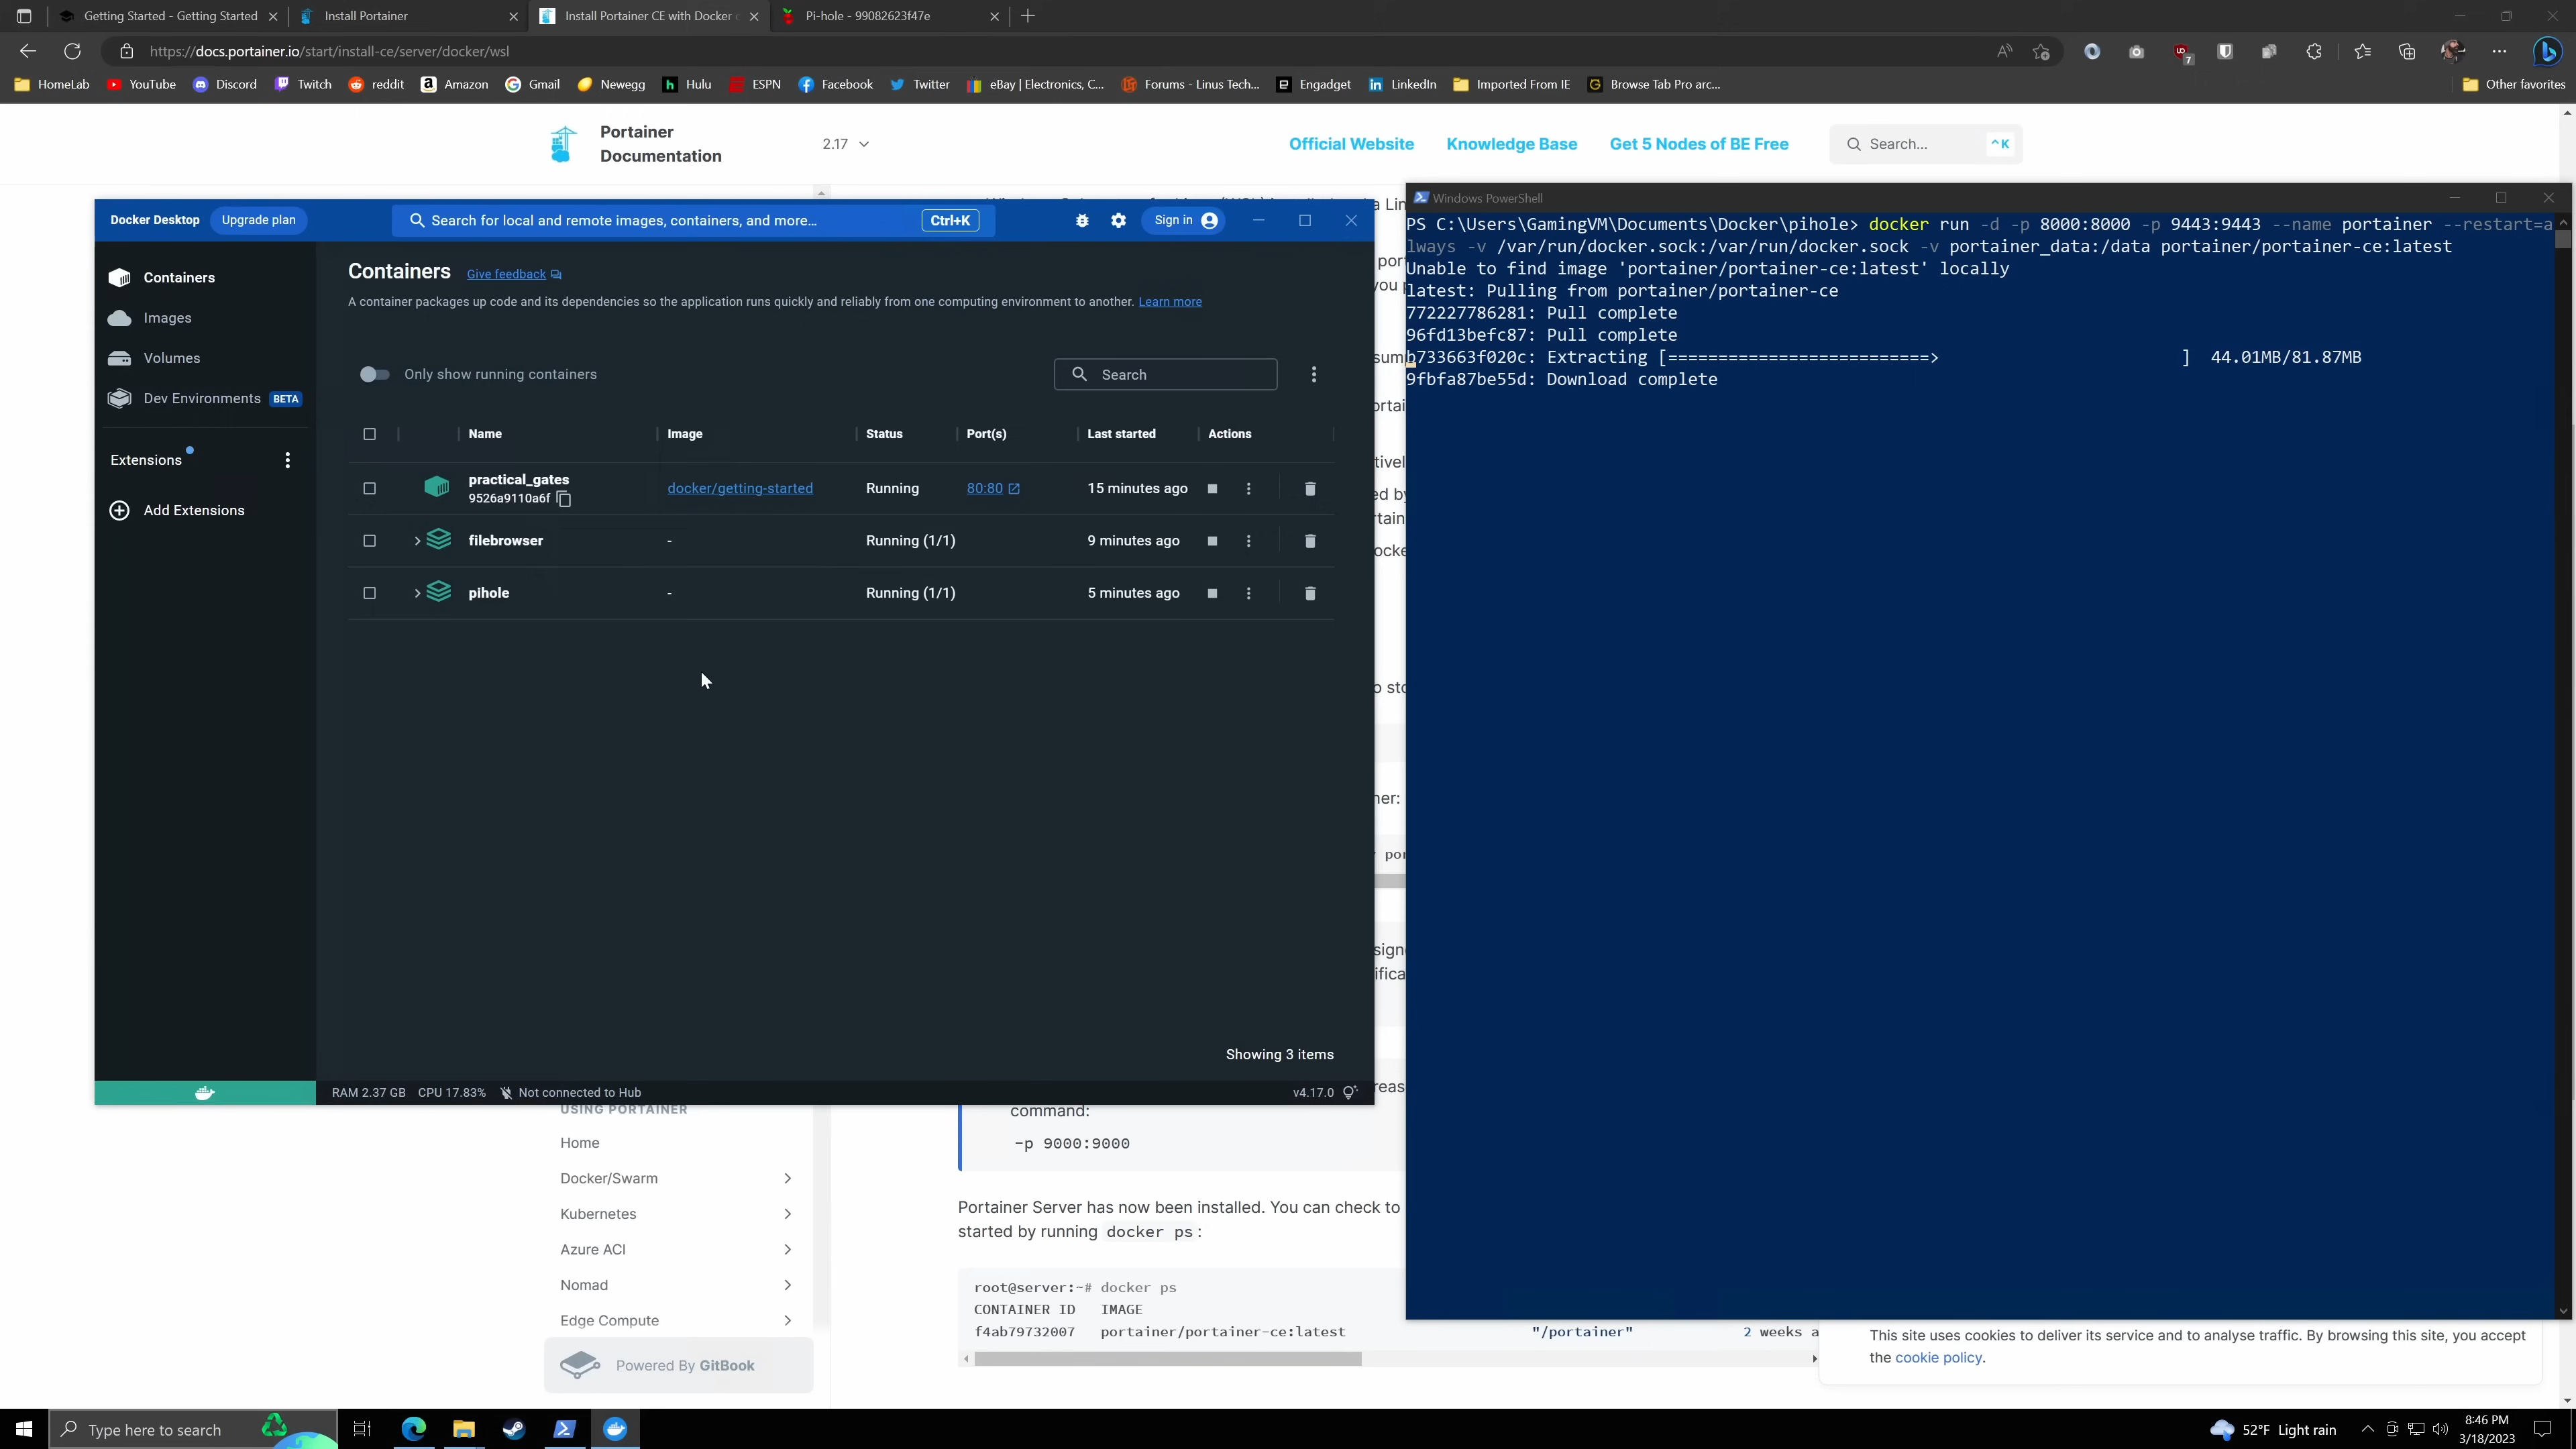 Getting Started - Getting Started
Install Portainer
Install Portainer CE with Docker
Pi-hole - 99082623f47e
https://docs.portainer.io/start/install-ce/server/docker/wsl
7
HomeLab
YouTube
Discord
Twitch
reddit
Amazon
Gmail
Newegg
Hulu
ESPN
Facebook
Twitter
eBay | Electronics, C...
Forums - Linus Tech...
Engadget
LinkedIn
Imported From IE
Browse Tab Pro arc...
Other favorites
Portainer
Documentation
2.17
Official Website
Knowledge Base
Get 5 Nodes of BE Free
Search...
^K
Docker Desktop
Upgrade plan
Search for local and remote images, containers, and more...
Ctrl+K
Sign in
Containers
Images
Volumes
Dev Environments BETA
Extensions
Add Extensions
Containers Give feedback
A container packages up code and its dependencies so the application runs quickly and reliably from one computing environment to another. Learn more
Only show running containers
Search
Name Image Status Port(s) Last started Actions
practical_gates
9526a9110a6f
docker/getting-started Running 80:80 15 minutes ago
filebrowser - Running (1/1) 9 minutes ago
pihole - Running (1/1) 5 minutes ago
Showing 3 items
RAM 2.37 GB CPU 17.83% Not connected to Hub
v4.17.0
Windows PowerShell
PS C:\Users\GamingVM\Documents\Docker\pihole> docker run -d -p 8000:8000 -p 9443:9443 --name portainer --restart=a
lways -v /var/run/docker.sock:/var/run/docker.sock -v portainer_data:/data portainer/portainer-ce:latest
Unable to find image 'portainer/portainer-ce:latest' locally
latest: Pulling from portainer/portainer-ce
772227786281: Pull complete
96fd13befc87: Pull complete
b733663f020c: Extracting [==========================> ] 44.01MB/81.87MB
9fbfa87be55d: Download complete
USING PORTAINER
Home
Docker/Swarm
Kubernetes
Azure ACI
Nomad
Edge Compute
Powered By GitBook
command:
-p 9000:9000
Portainer Server has now been installed. You can check to
started by running docker ps :
root@server:~# docker ps
CONTAINER ID IMAGE
f4ab79732007 portainer/portainer-ce:latest "/portainer" 2 weeks a
This site uses cookies to deliver its service and to analyse traffic. By browsing this site, you accept
the cookie policy.
Type here to search
52°F Light rain
8:46 PM
3/18/2023